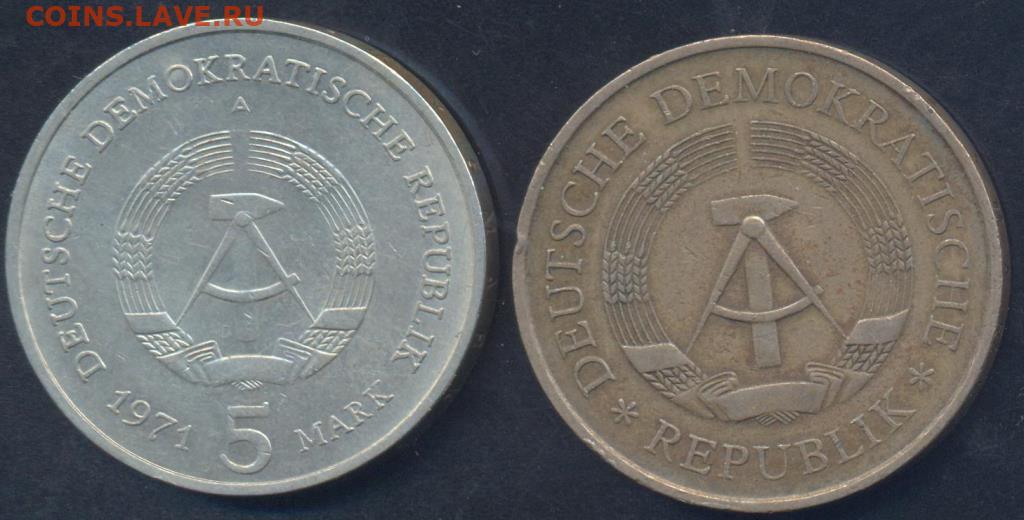 COINS.LAVE.RU
DEUTSCHE DEMOKRATISCHE REPUBLIK
A
1971 5 MARK
DEUTSCHE DEMOKRATISCHE
* REPUBLIK *